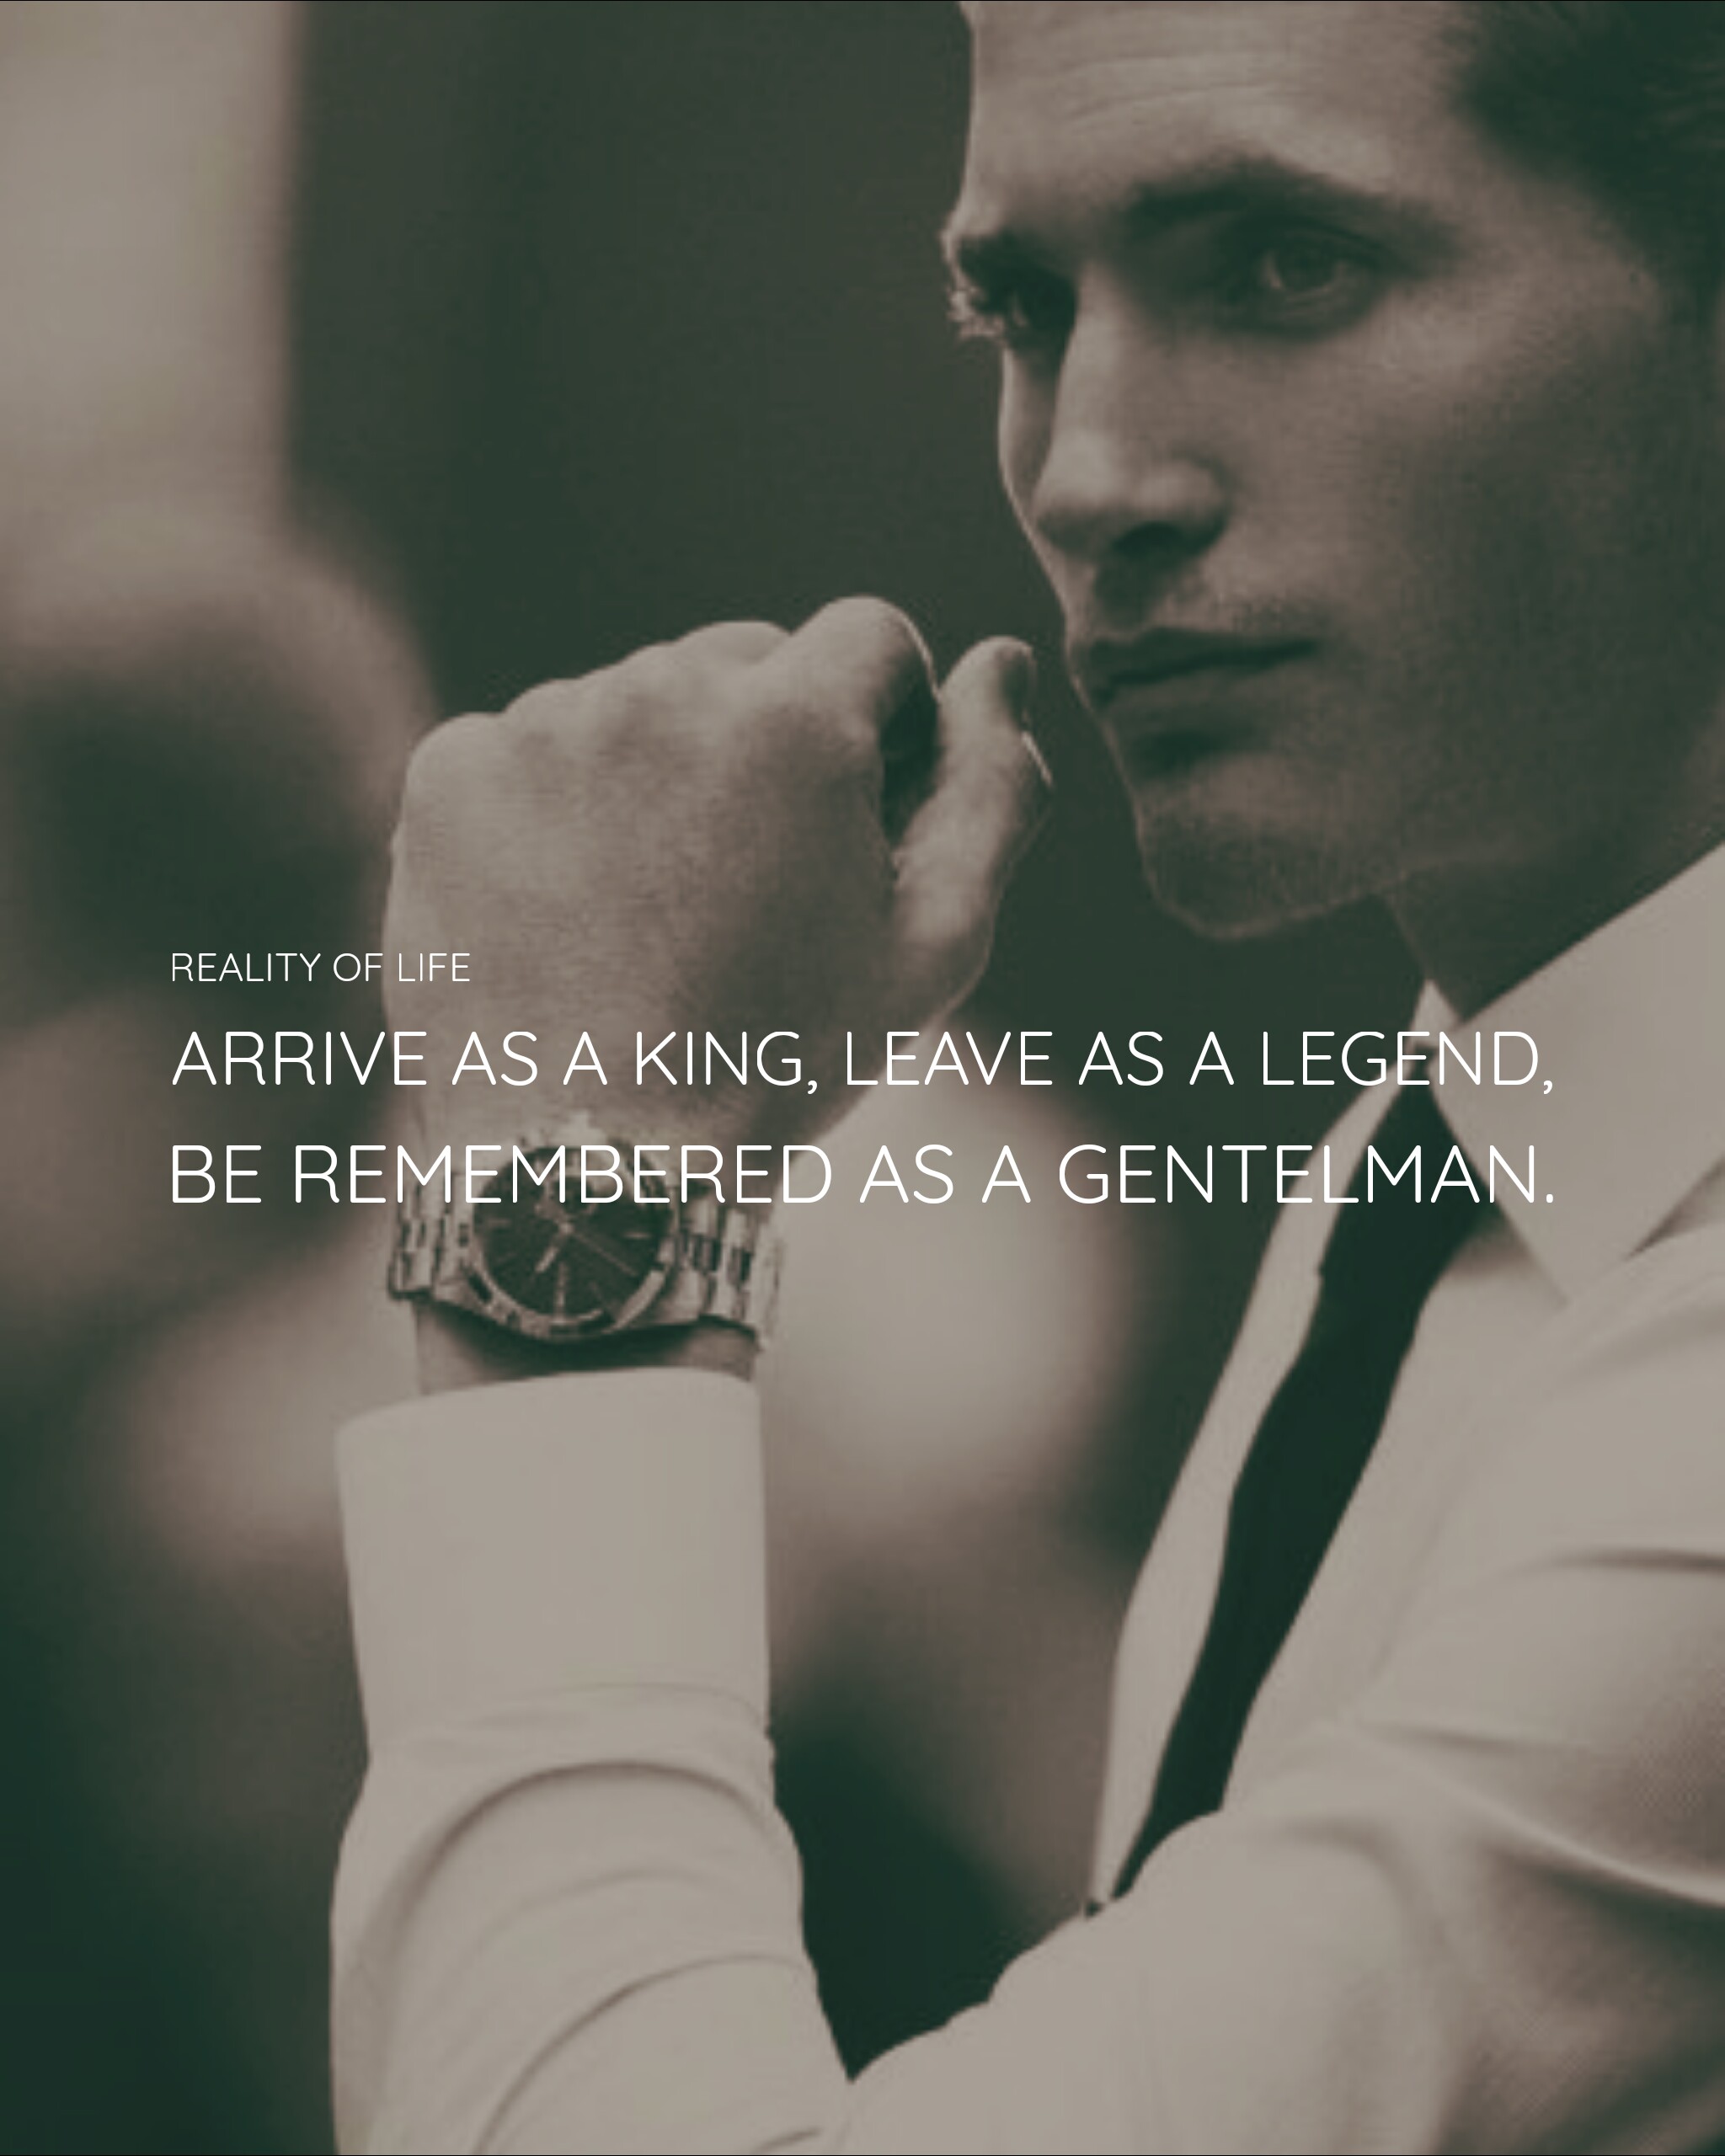 REALITY OF LIFE
ARRIVE AS A KING, LEAVE AS A LEGEND,
BE REMEMBERED AS A GENTELMAN.